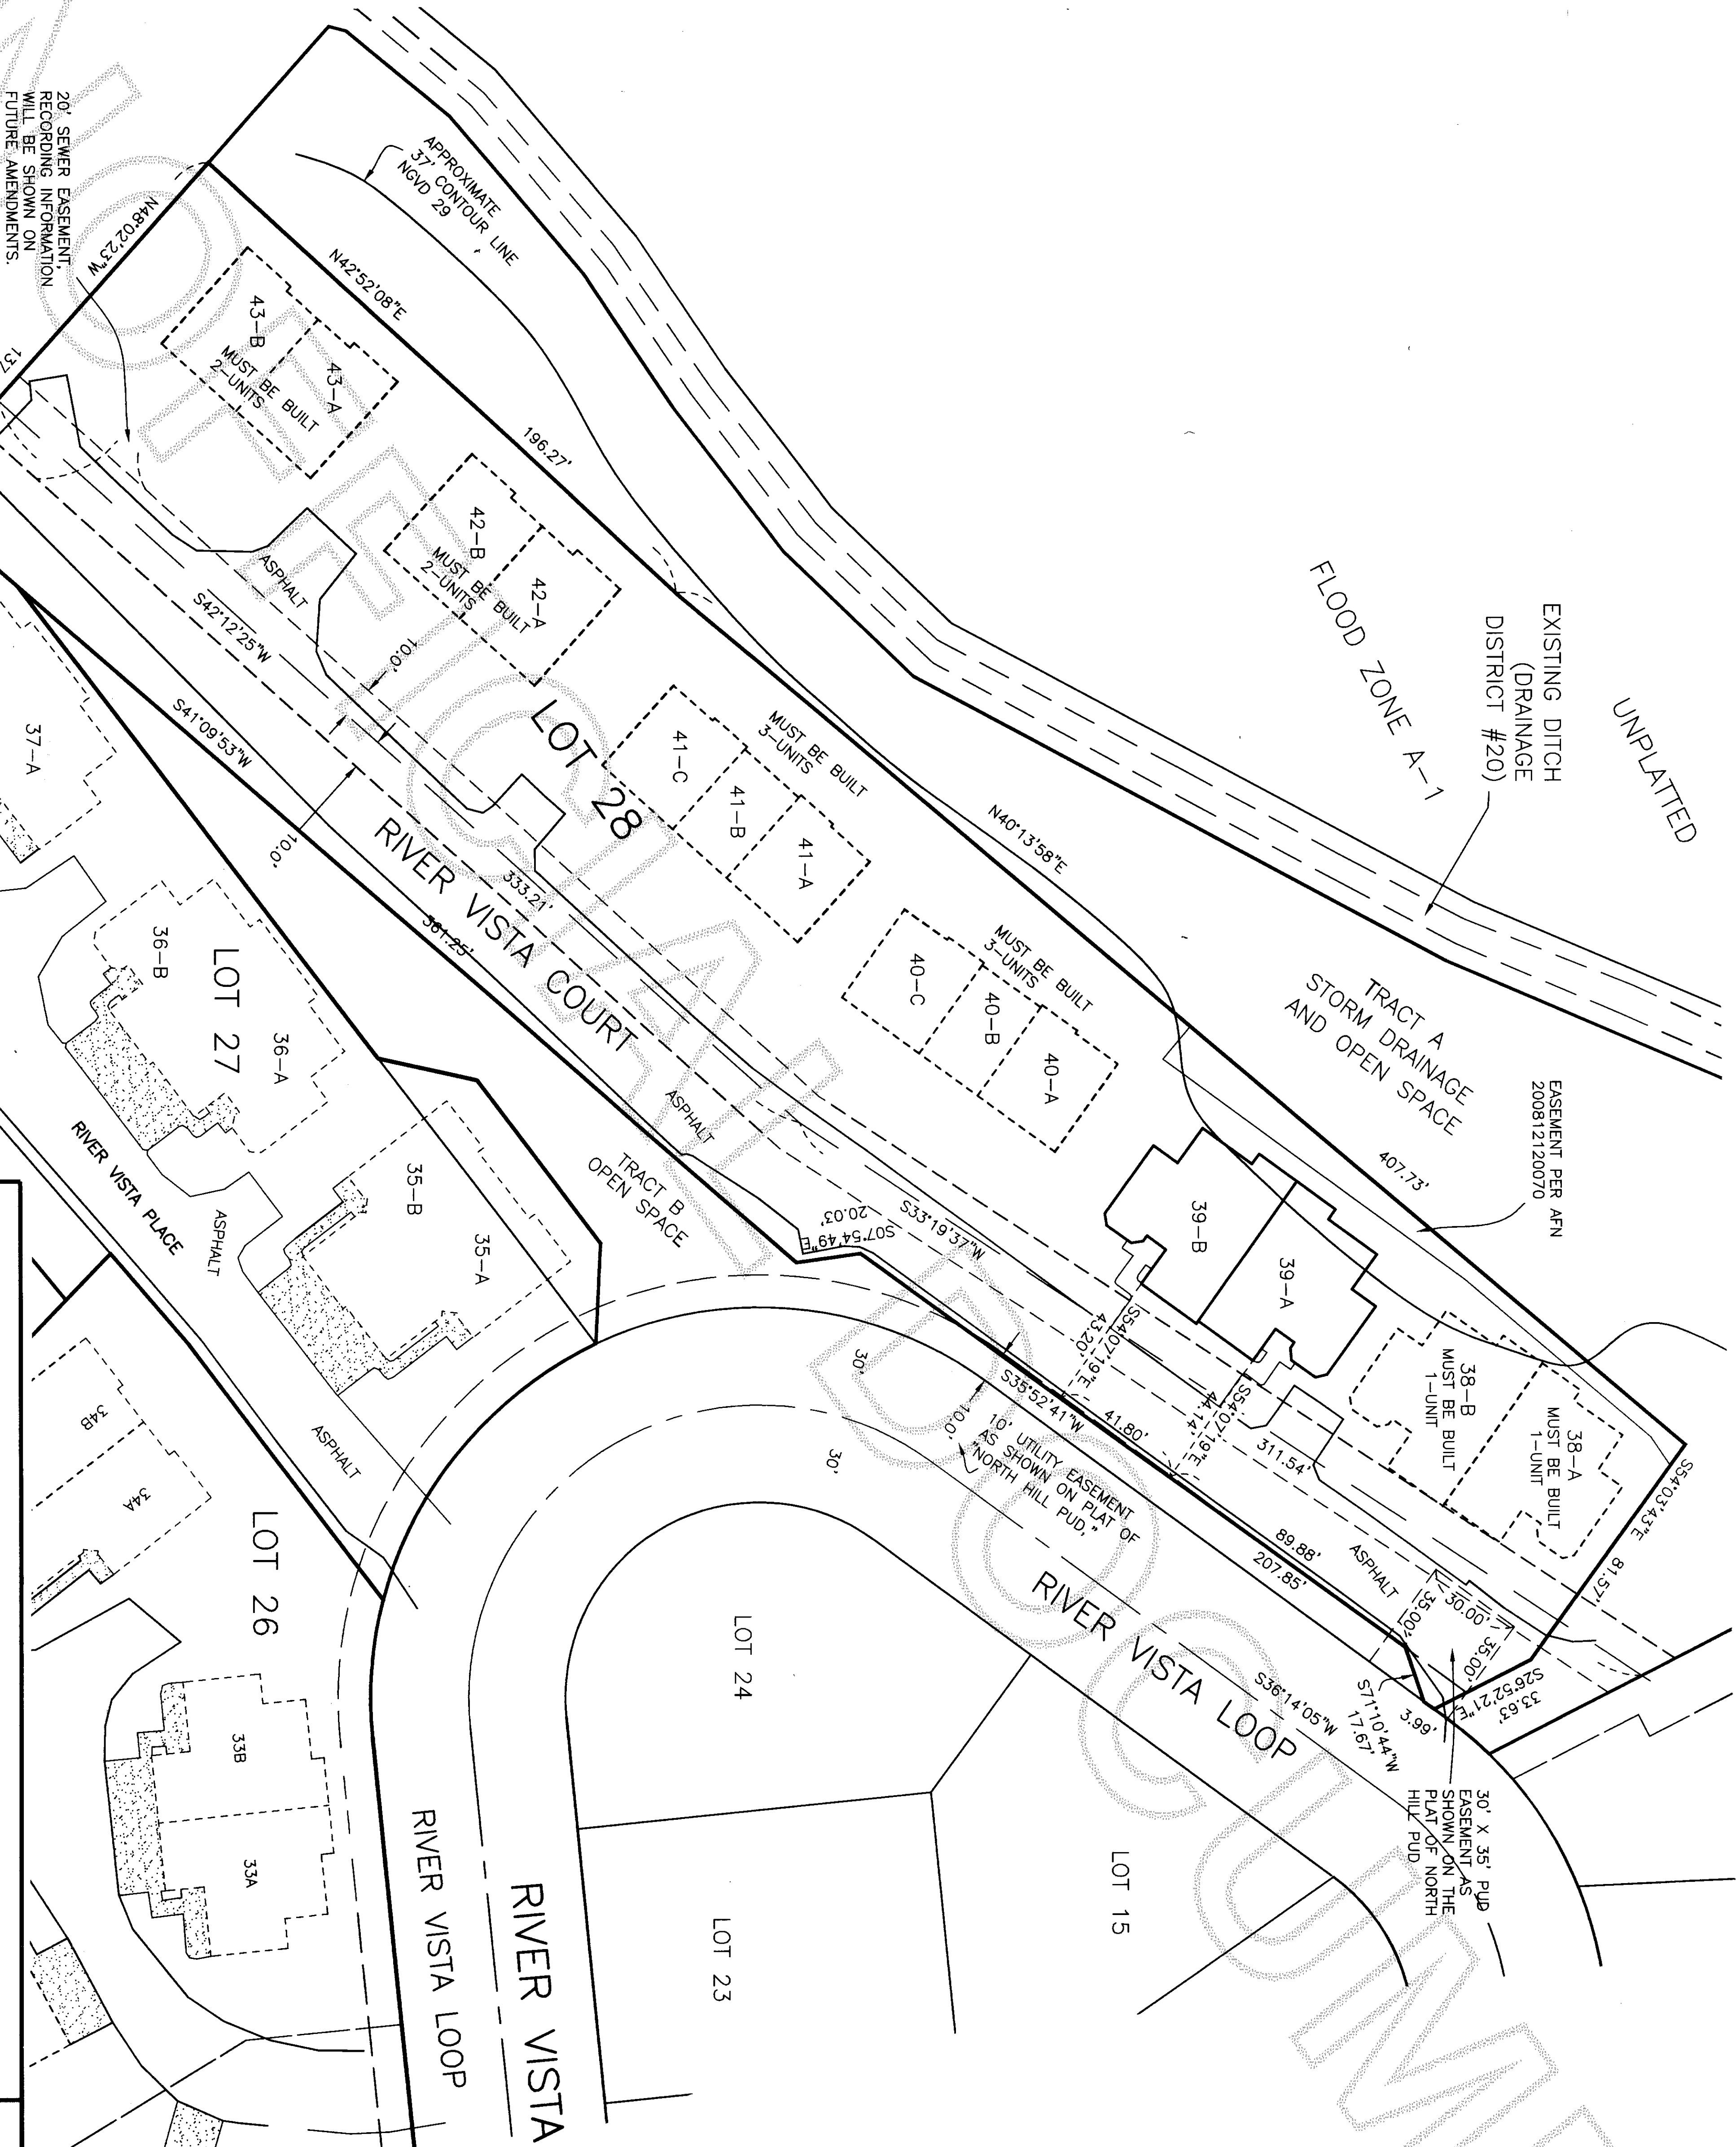 UNPLATTED
EXISTING DITCH
(DRAINAGE
DISTRICT #20)
FLOOD ZONE A-1
20' SEWER EASEMENT,
RECORDING INFORMATION
WILL BE SHOWN ON
FUTURE AMENDMENTS.
N48°02'23"W
APPROXIMATE
37' CONTOUR LINE
NGVD 29
N42°52'08"E
196.27'
43-B
43-A
MUST BE BUILT
2-UNITS
42-B
42-A
MUST BE BUILT
2-UNITS
ASPHALT
S42°12'25"W
10.0'
LOT 28
41-C
41-B
41-A
MUST BE BUILT
3-UNITS
N40°13'58"E
407.73'
40-C
40-B
40-A
MUST BE BUILT
3-UNITS
TRACT A
STORM DRAINAGE
AND OPEN SPACE
EASEMENT PER AFN
200812120070
S41°09'53"W
10.0'
RIVER VISTA COURT
333.21'
361.25'
ASPHALT
TRACT B
OPEN SPACE
S07°54'49"E
20.03'
S33°19'37"W
39-B
39-A
S54°07'19"E
43.20'
S54°07'19"E
44.14'
38-B
MUST BE BUILT
1-UNIT
38-A
MUST BE BUILT
1-UNIT
S54°03'43"E
81.57'
S35°52'41"W
41.80'
311.54'
10.0'
10' UTILITY EASEMENT
AS SHOWN ON PLAT OF
"NORTH HILL PUD,"
89.88'
207.85'
ASPHALT
30.00'
35.00'
35.00'
S26°52'21"E
33.63'
3.99'
S71°10'44"W
17.67'
30' X 35' PUD
EASEMENT AS
SHOWN ON THE
PLAT OF NORTH
HILL PUD
S36°14'05"W
RIVER VISTA LOOP
30'
30'
37-A
LOT 27
36-B
36-A
RIVER VISTA PLACE
ASPHALT
35-B
35-A
ASPHALT
34B
34A
LOT 26
33B
33A
RIVER VISTA LOOP
RIVER VISTA
LOT 24
LOT 23
LOT 15